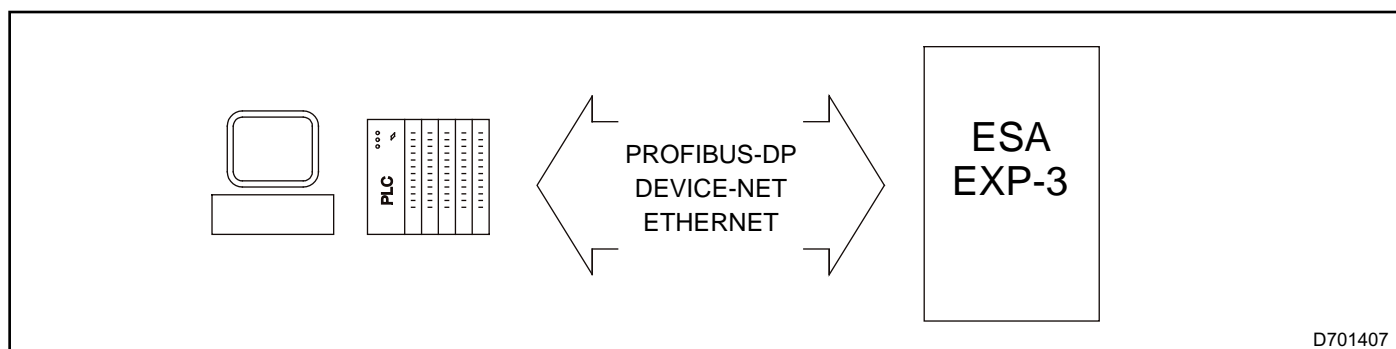 PLC
PROFIBUS-DP
DEVICE-NET
ETHERNET
ESA
EXP-3
D701407